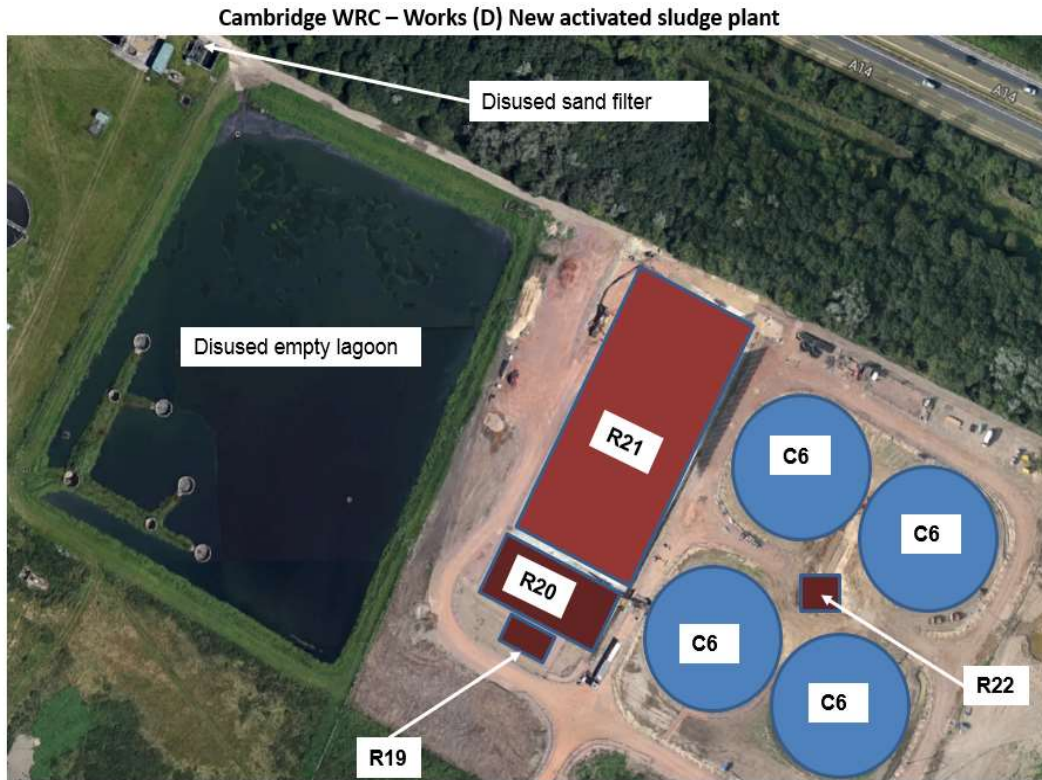 Cambridge WRC – Works (D) New activated sludge plant
A14
A14
Disused sand filter
Disused empty lagoon
R21
C6
C6
R20
C6
C6
R22
R19